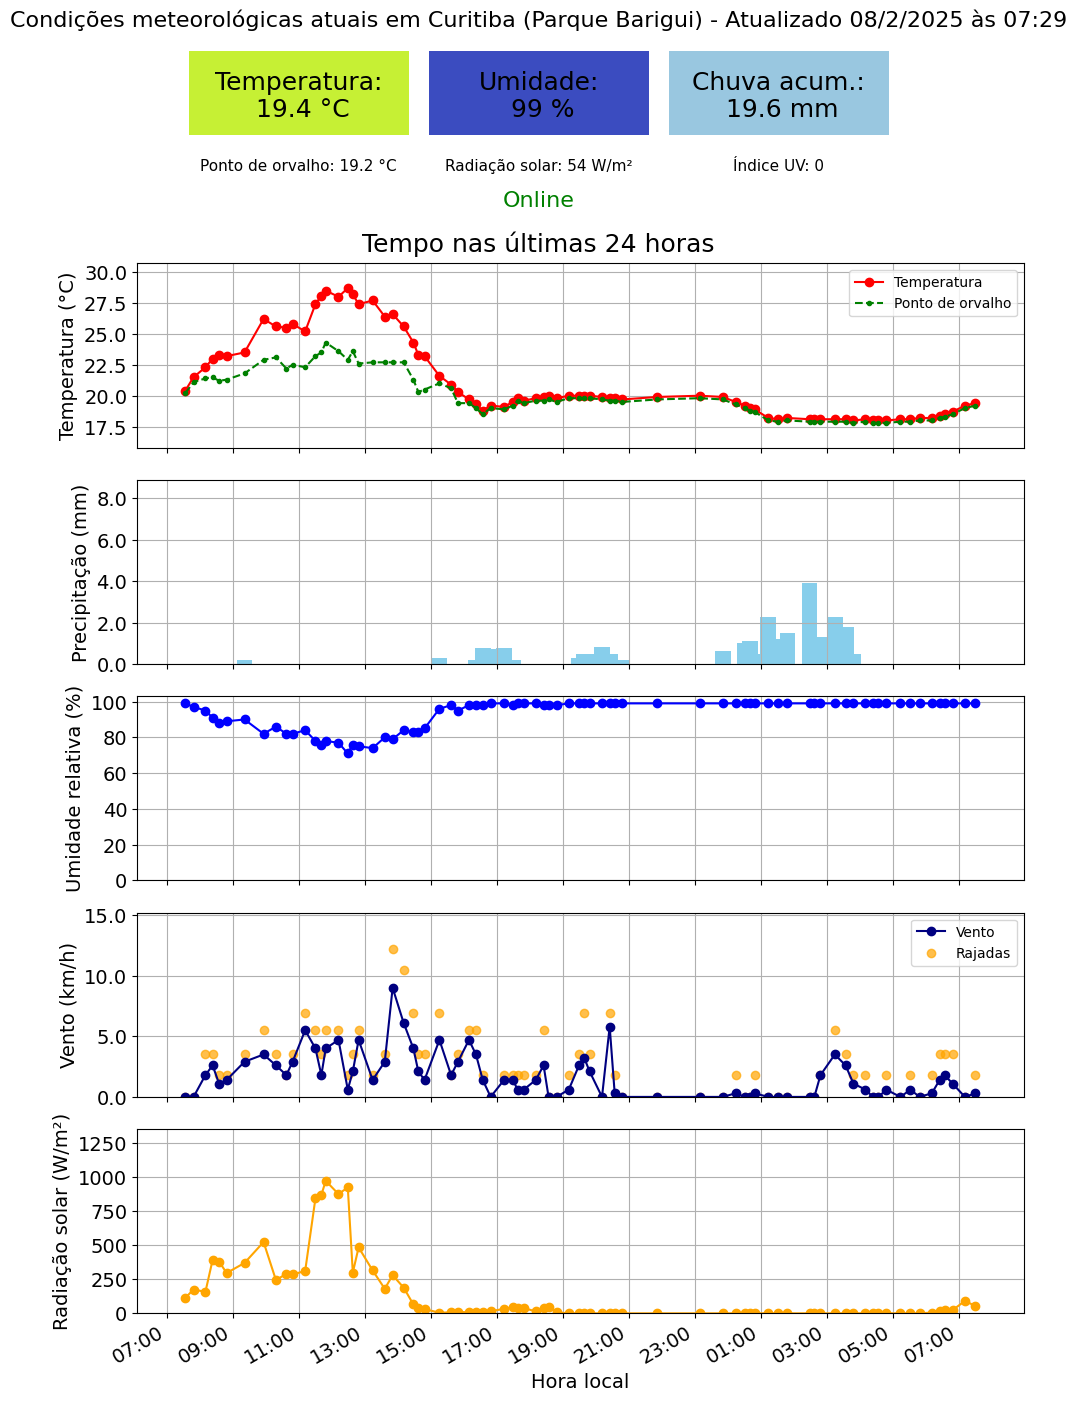 Condições meteorológicas atuais em Curitiba (Parque Barigui) - Atualizado 08/2/2025 às 07:29
Temperatura:
19.4 °C
Umidade:
99 %
Chuva acum.:
19.6 mm
Ponto de orvalho: 19.2 °C
Radiação solar: 54 W/m²
Índice UV: 0
Online
Tempo nas últimas 24 horas
Temperatura (°C)
30.0
27.5
25.0
22.5
20.0
17.5
Temperatura
Ponto de orvalho
Precipitação (mm)
8.0
6.0
4.0
2.0
0.0
Umidade relativa (%)
100
80
60
40
20
0
Vento (km/h)
15.0
10.0
5.0
0.0
Vento
Rajadas
Radiação solar (W/m²)
1250
1000
750
500
250
0
07:00
09:00
11:00
13:00
15:00
17:00
19:00
21:00
23:00
01:00
03:00
05:00
07:00
Hora local